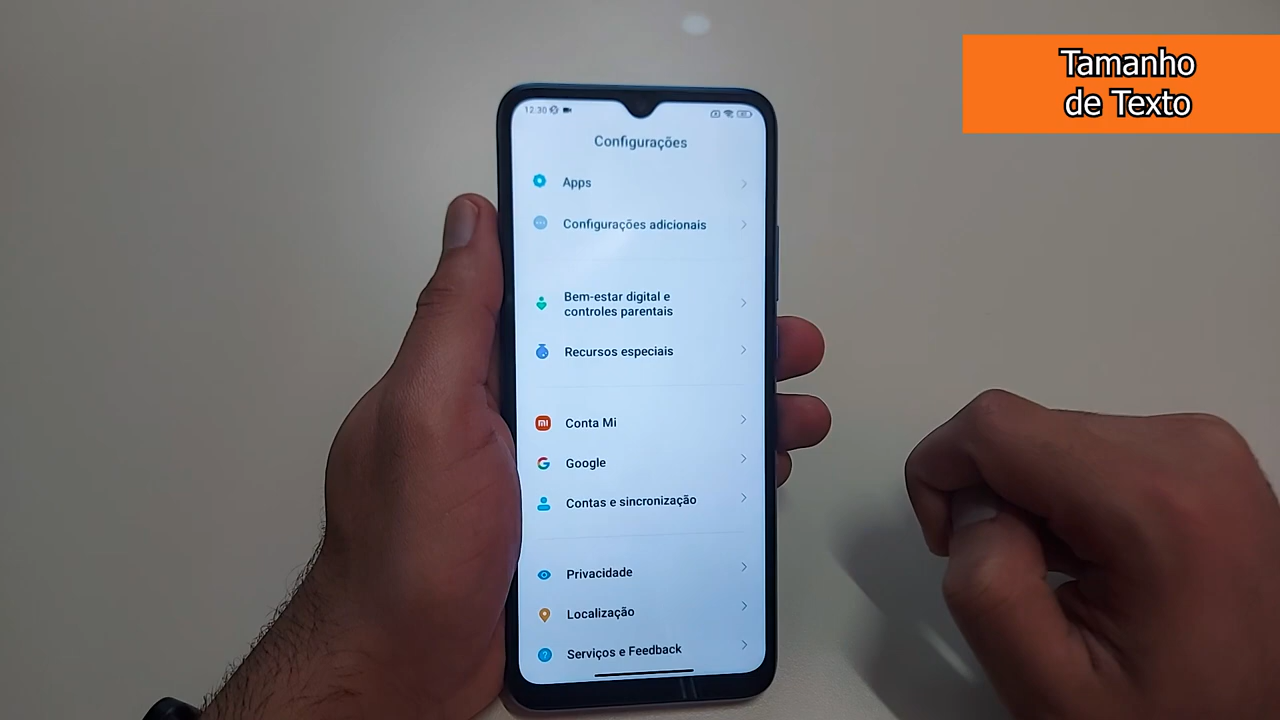 Tamanho
de Texto
12:30
Configurações
Apps
Configurações adicionais
Bem-estar digital e
controles parentais
Recursos especiais
Conta Mi
Google
Contas e sincronização
Privacidade
Localização
Serviços e Feedback